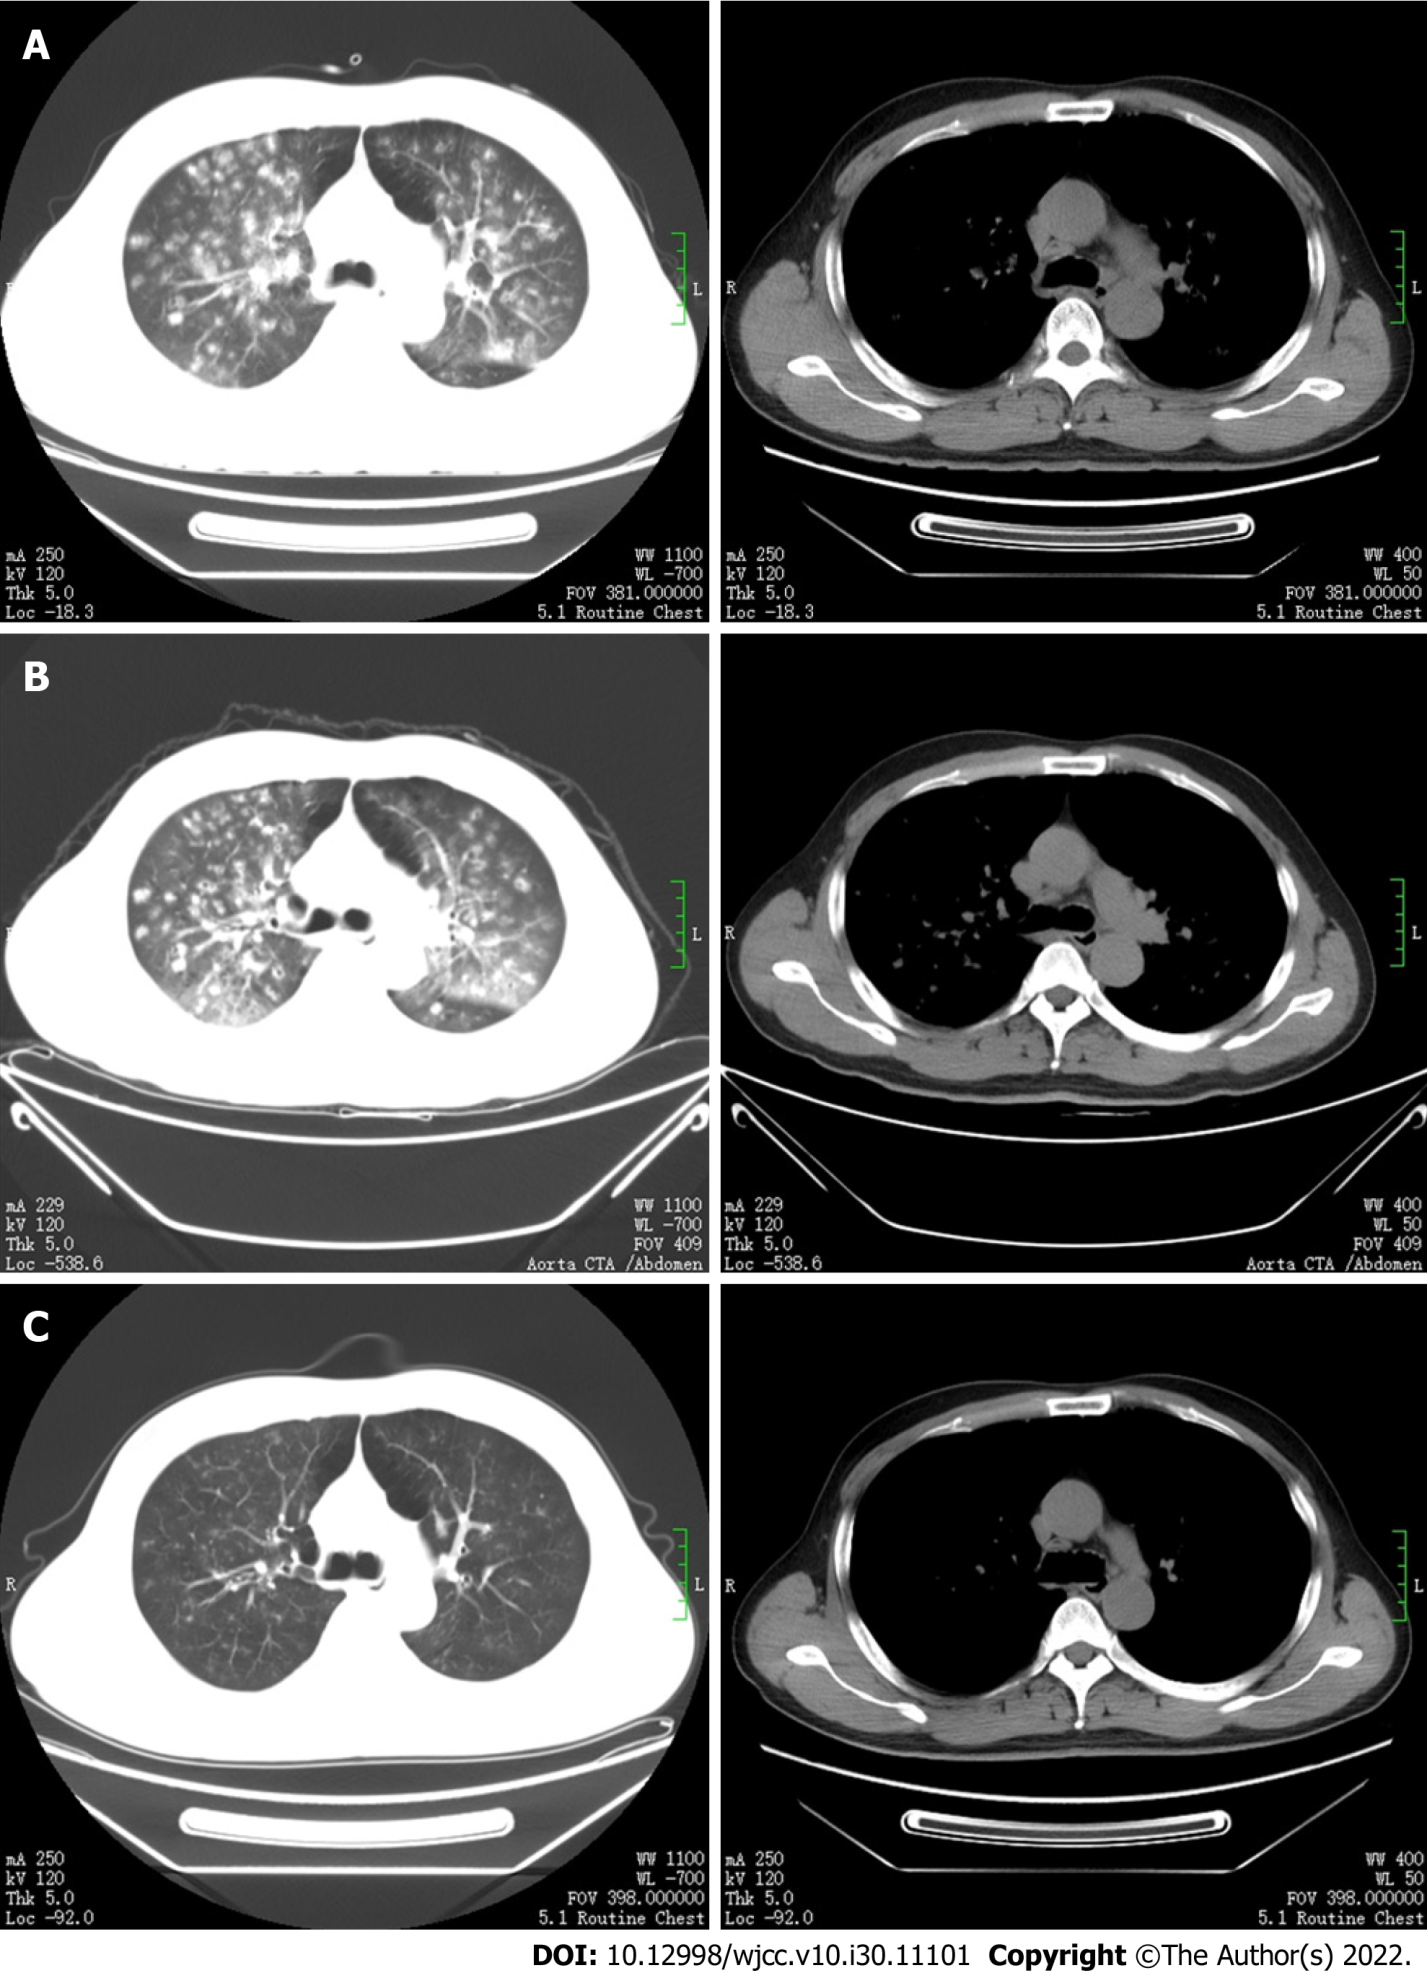 A
R
L
mA 250
kV 120
Thk 5.0
Loc -18.3
WW 1100
WL -700
FOV 381.000000
5.1 Routine Chest
R
L
mA 250
kV 120
Thk 5.0
Loc -18.3
WW 400
WL 50
FOV 381.000000
5.1 Routine Chest
B
R
L
mA 229
kV 120
Thk 5.0
Loc -538.6
WW 1100
WL -700
FOV 409
Aorta CTA /Abdomen
R
L
mA 229
kV 120
Thk 5.0
Loc -538.6
WW 400
WL 50
FOV 409
Aorta CTA /Abdomen
C
R
L
mA 250
kV 120
Thk 5.0
Loc -92.0
WW 1100
WL -700
FOV 398.000000
5.1 Routine Chest
R
L
mA 250
kV 120
Thk 5.0
Loc -92.0
WW 400
WL 50
FOV 398.000000
5.1 Routine Chest
DOI: 10.12998/wjcc.v10.i30.11101 Copyright ©The Author(s) 2022.